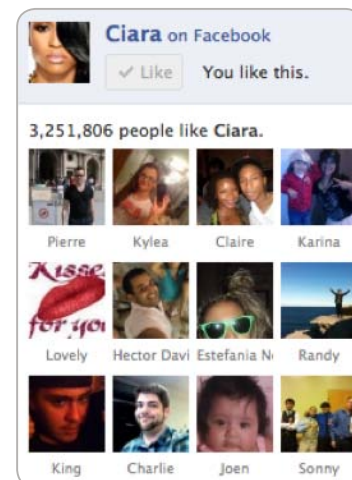 Ciara on Facebook
✓ Like You like this.
3,251,806 people like Ciara.
Pierre Kylea Claire Karina
Kisses
for you
Lovely Hector Davi Estefania N Randy
King Charlie Joen Sonny